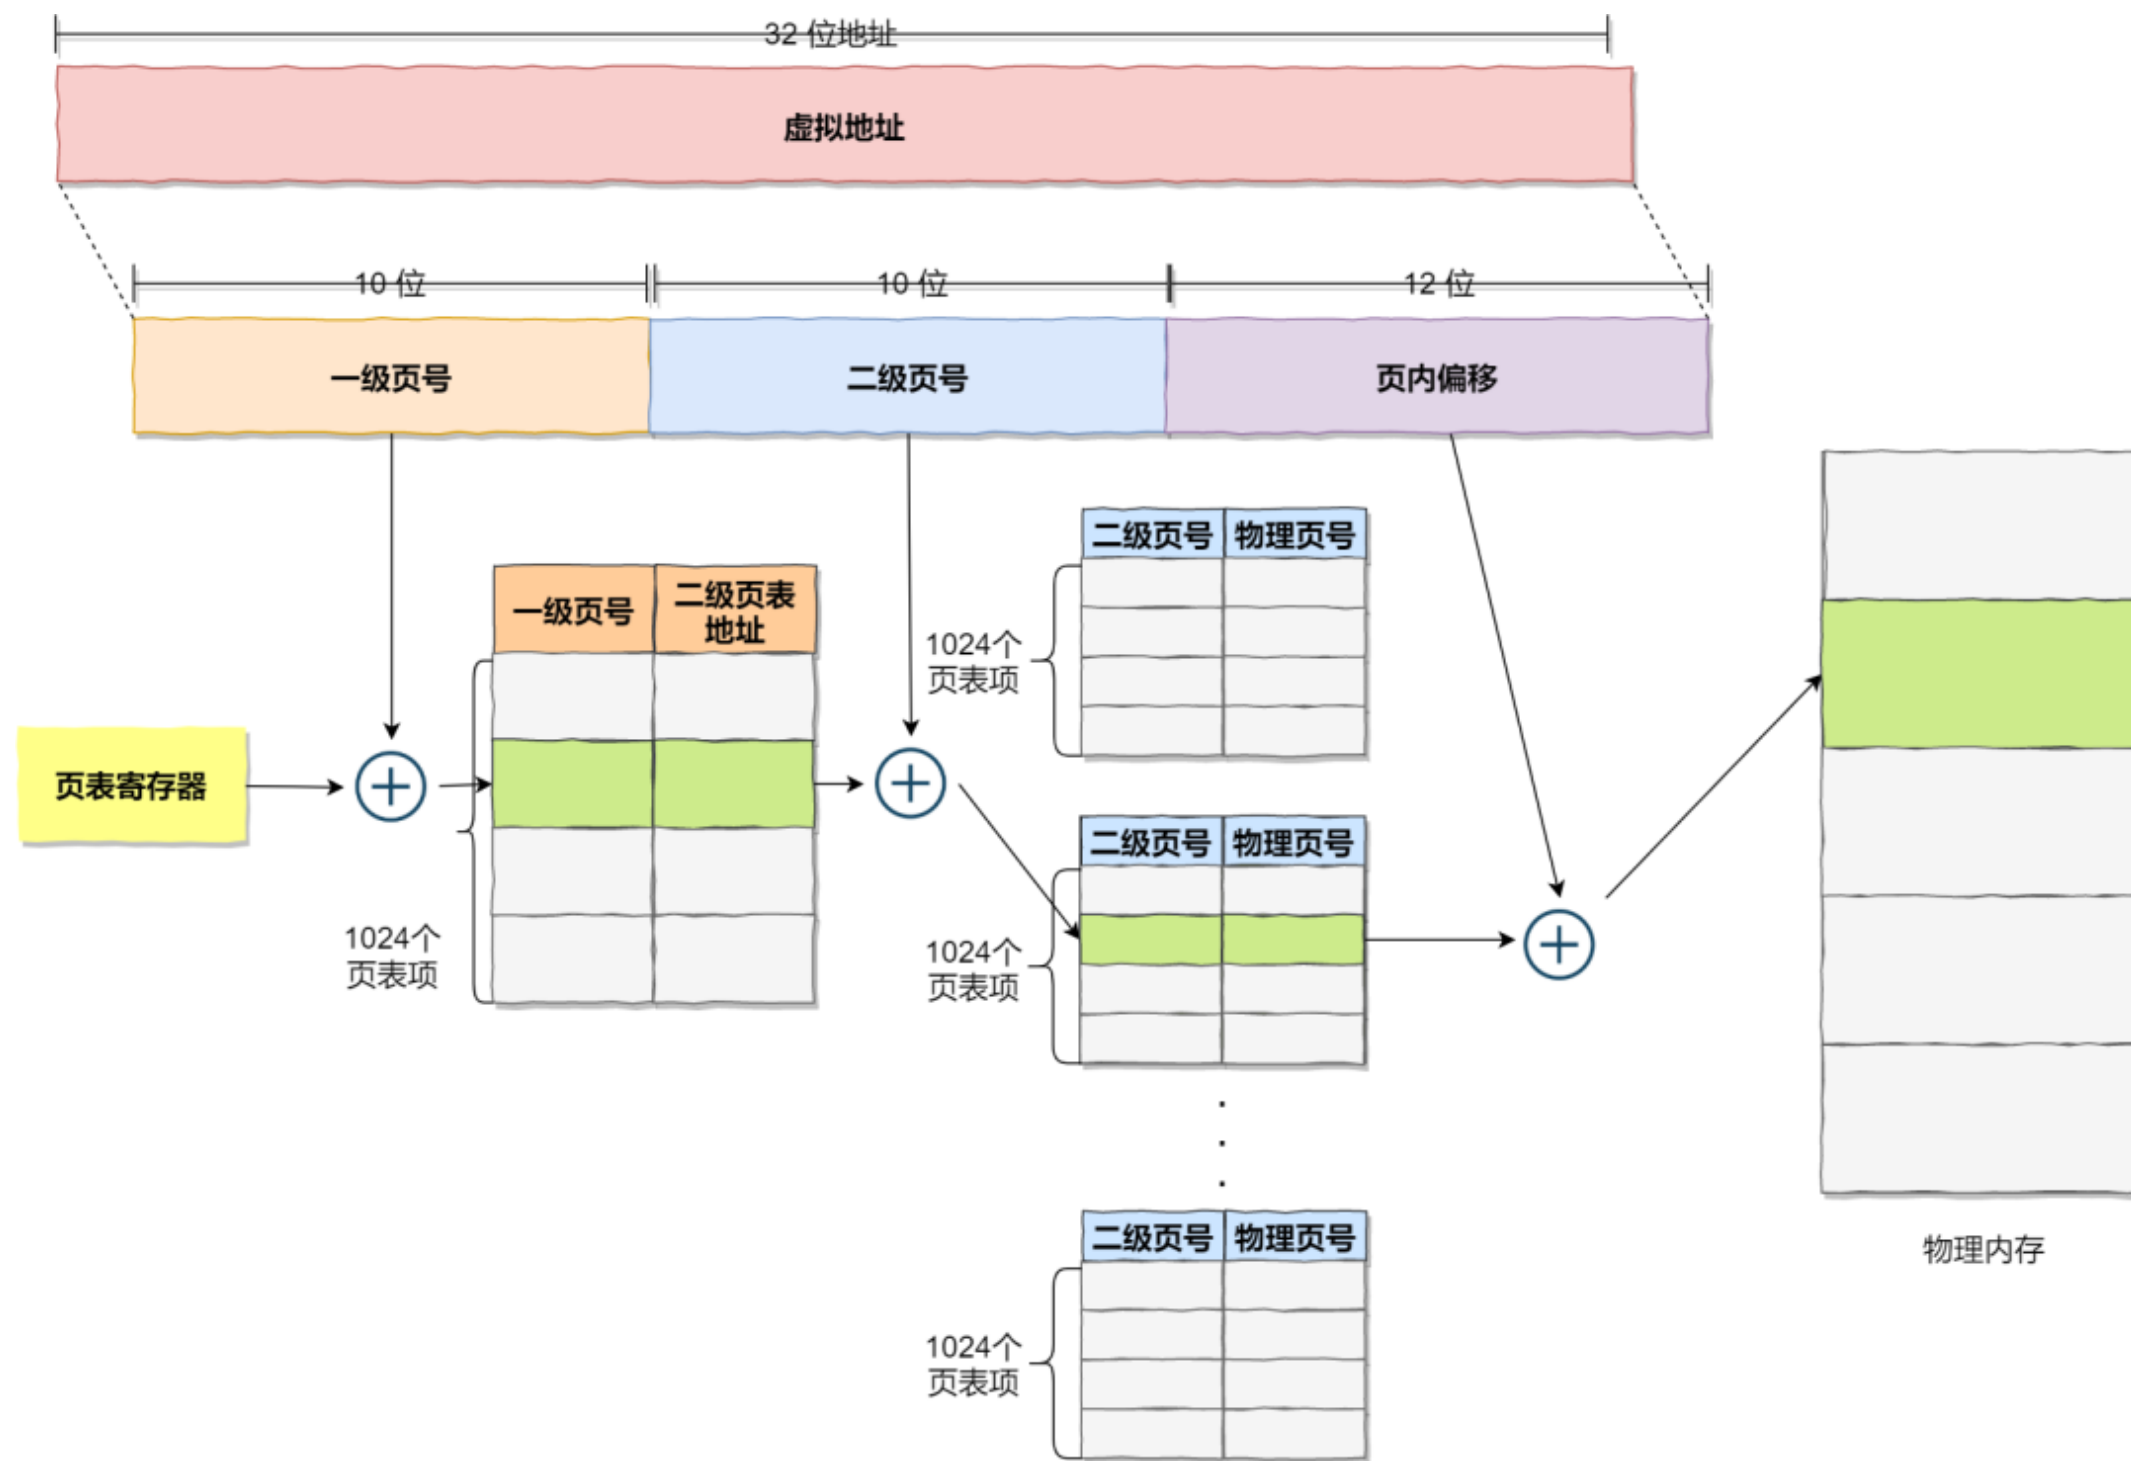 32 位地址
虚拟地址
10 位
10 位
12 位
一级页号
二级页号
页内偏移
页表寄存器
一级页号
二级页表
地址
1024个
页表项
二级页号
物理页号
1024个
页表项
二级页号
物理页号
1024个
页表项
二级页号
物理页号
1024个
页表项
物理内存